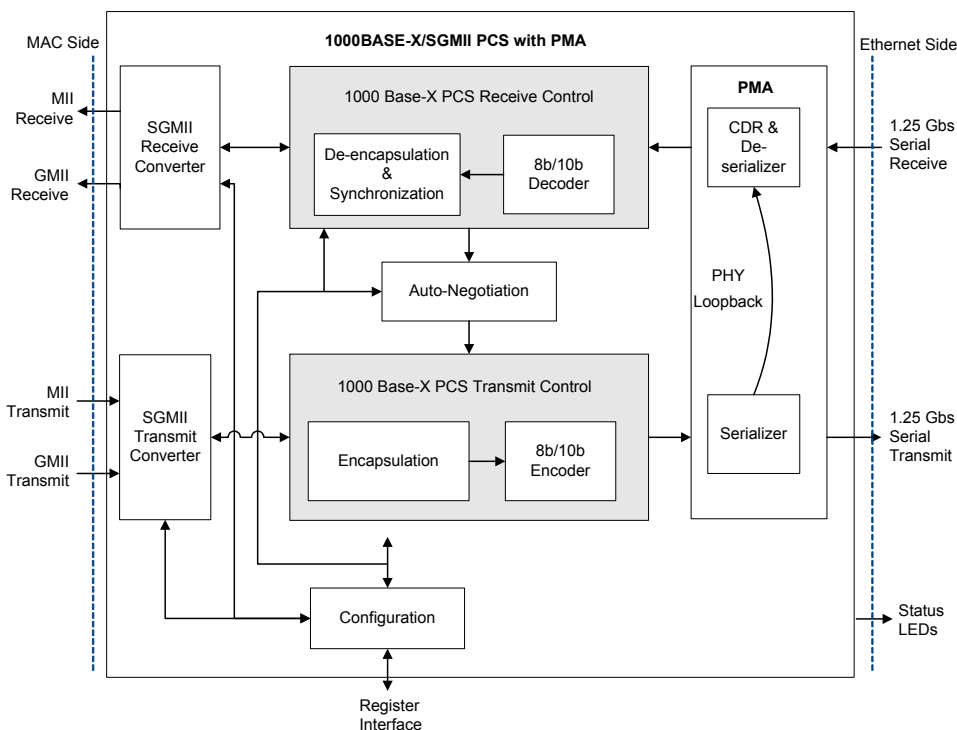 1000BASE-X/SGMII PCS with PMA
MAC Side
Ethernet Side
MII
Receive
GMII
Receive
SGMII
Receive
Converter
1000 Base-X PCS Receive Control
De-encapsulation
&
Synchronization
8b/10b
Decoder
PMA
CDR &
De-
serializer
1.25 Gbs
Serial
Receive
Auto-Negotiation
PHY
Loopback
MII
Transmit
GMII
Transmit
SGMII
Transmit
Converter
1000 Base-X PCS Transmit Control
Encapsulation
8b/10b
Encoder
Serializer
1.25 Gbs
Serial
Transmit
Configuration
Status
LEDs
Register
Interface